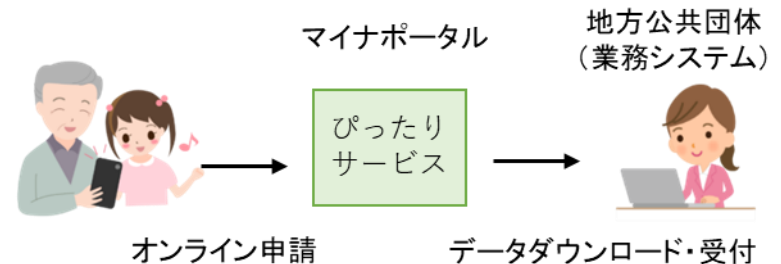 マイナポータル
地方公共団体
（業務システム）
ぴったり
サービス
オンライン申請
データダウンロード・受付